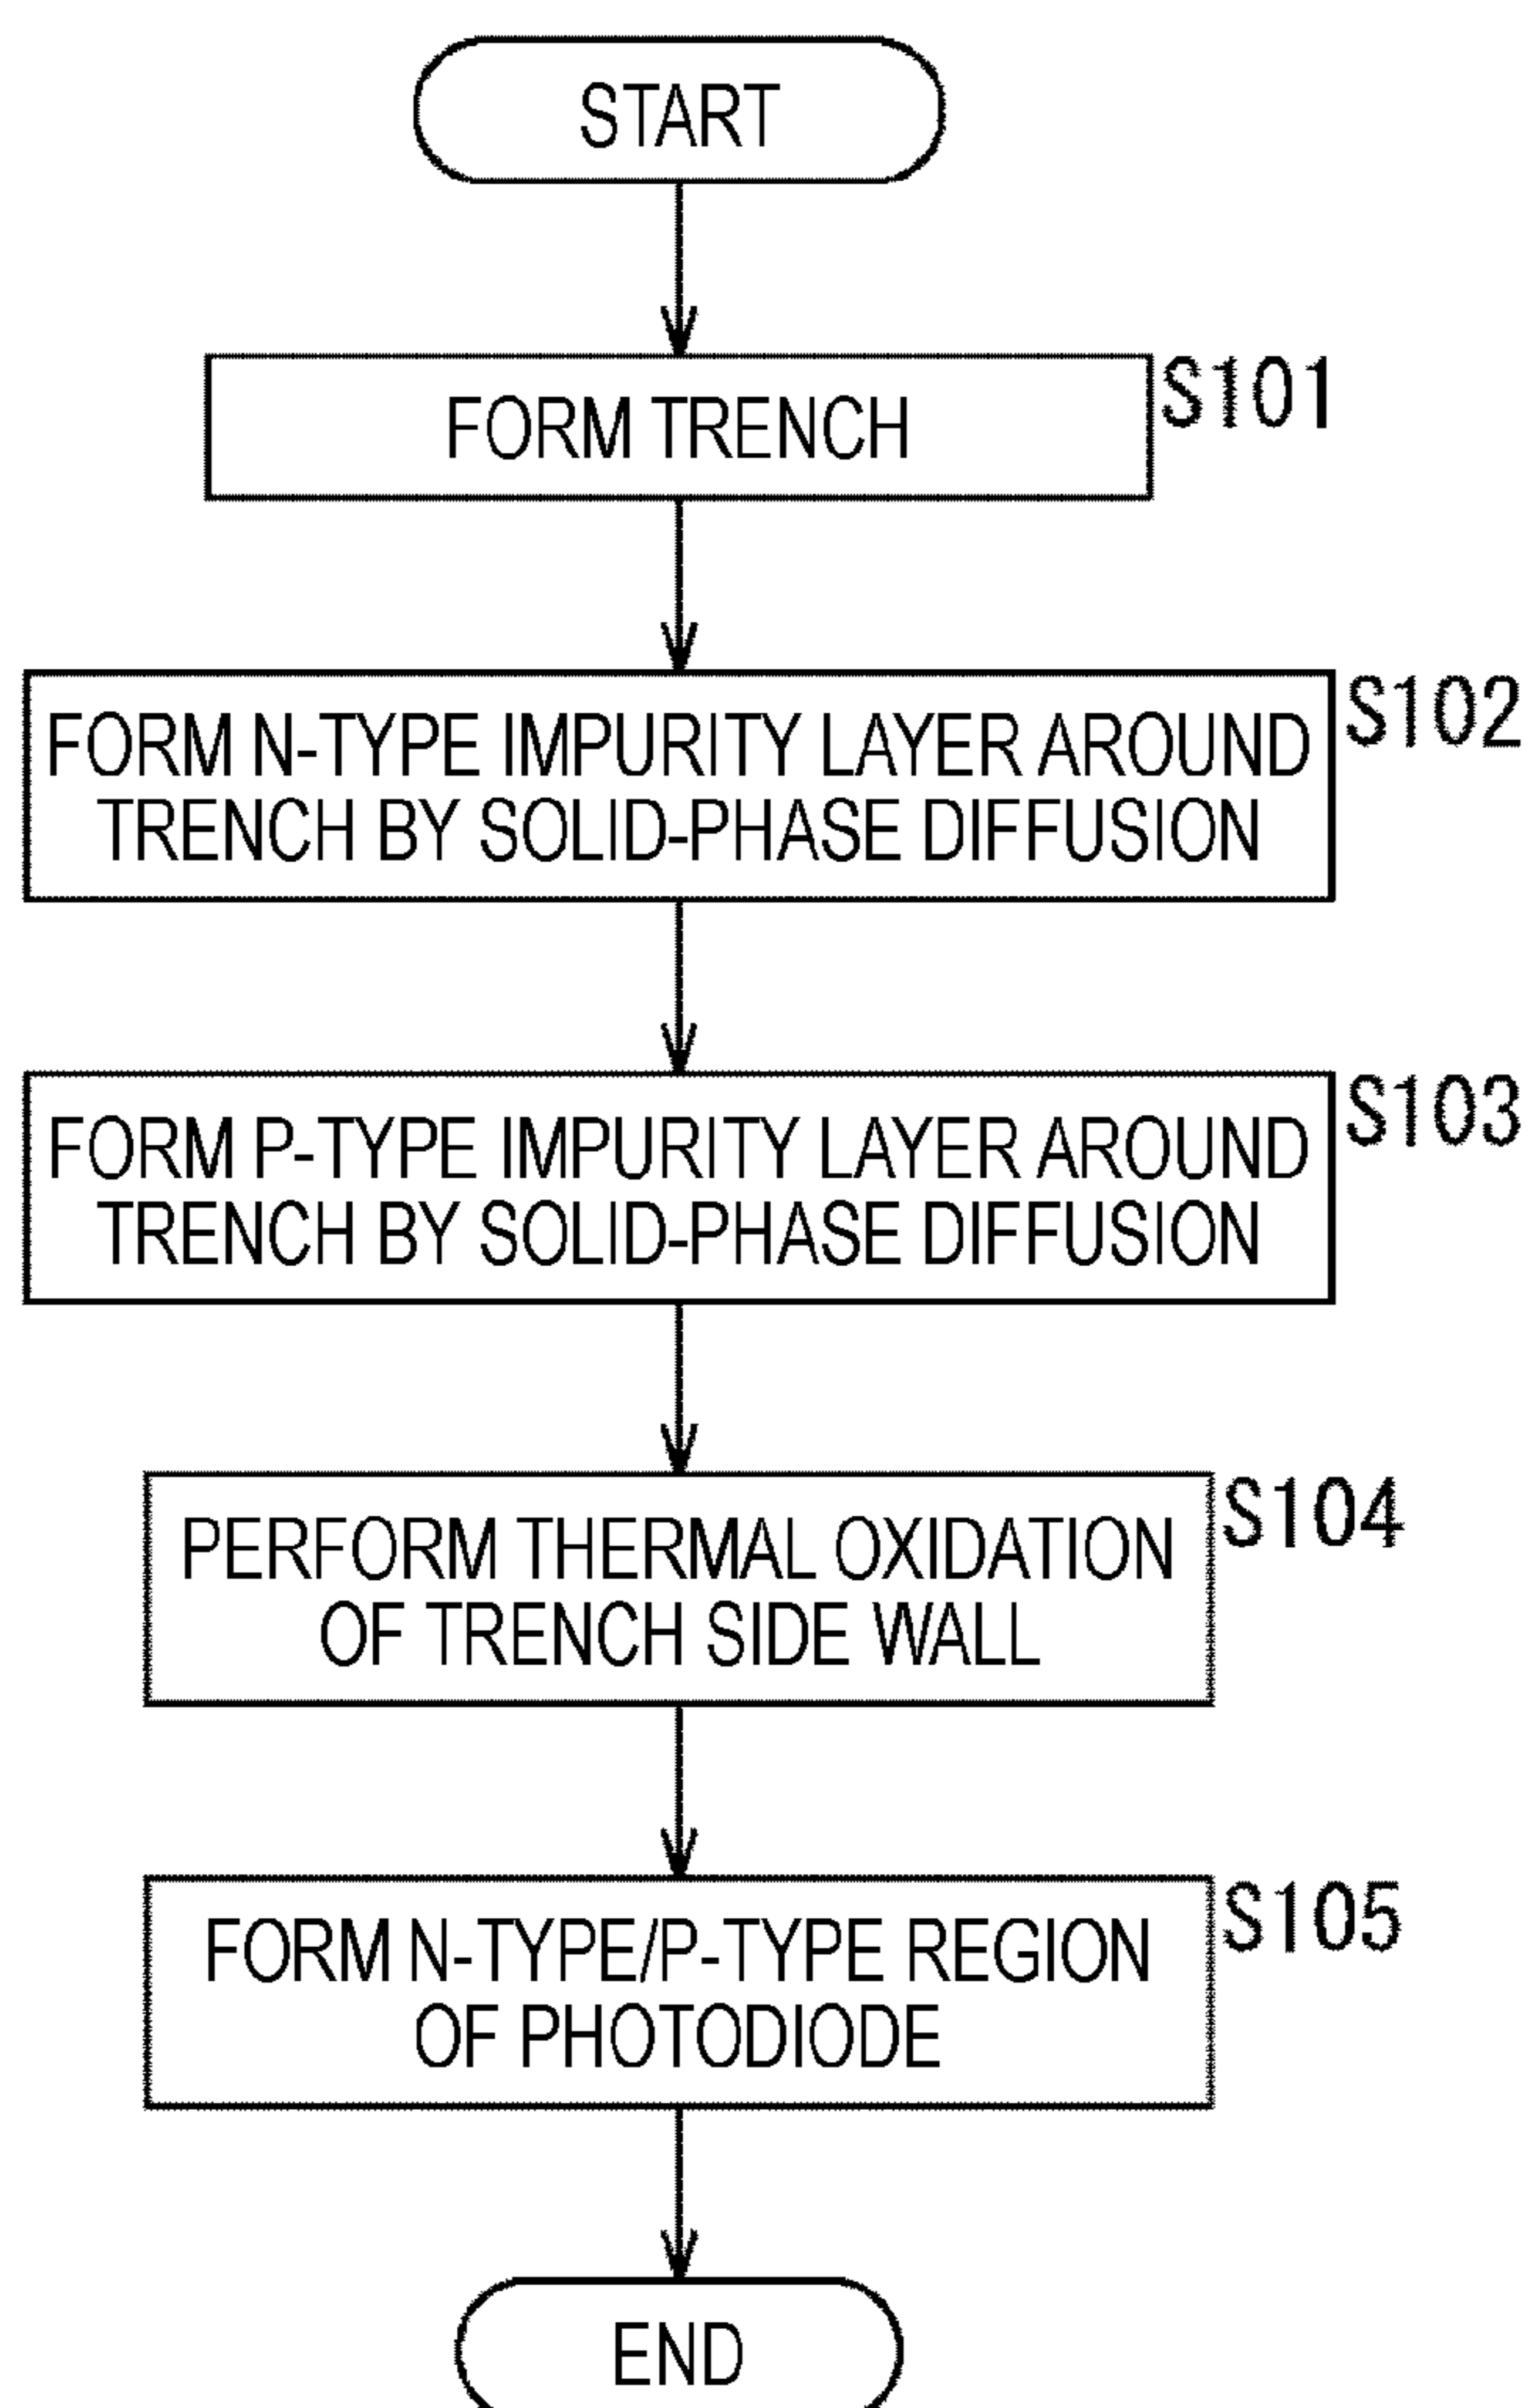 START
FORM TRENCH
S101
FORM N-TYPE IMPURITY LAYER AROUND
TRENCH BY SOLID-PHASE DIFFUSION
S102
FORM P-TYPE IMPURITY LAYER AROUND
TRENCH BY SOLID-PHASE DIFFUSION
S103
PERFORM THERMAL OXIDATION
OF TRENCH SIDE WALL
S104
FORM N-TYPE/P-TYPE REGION
OF PHOTODIODE
S105
END